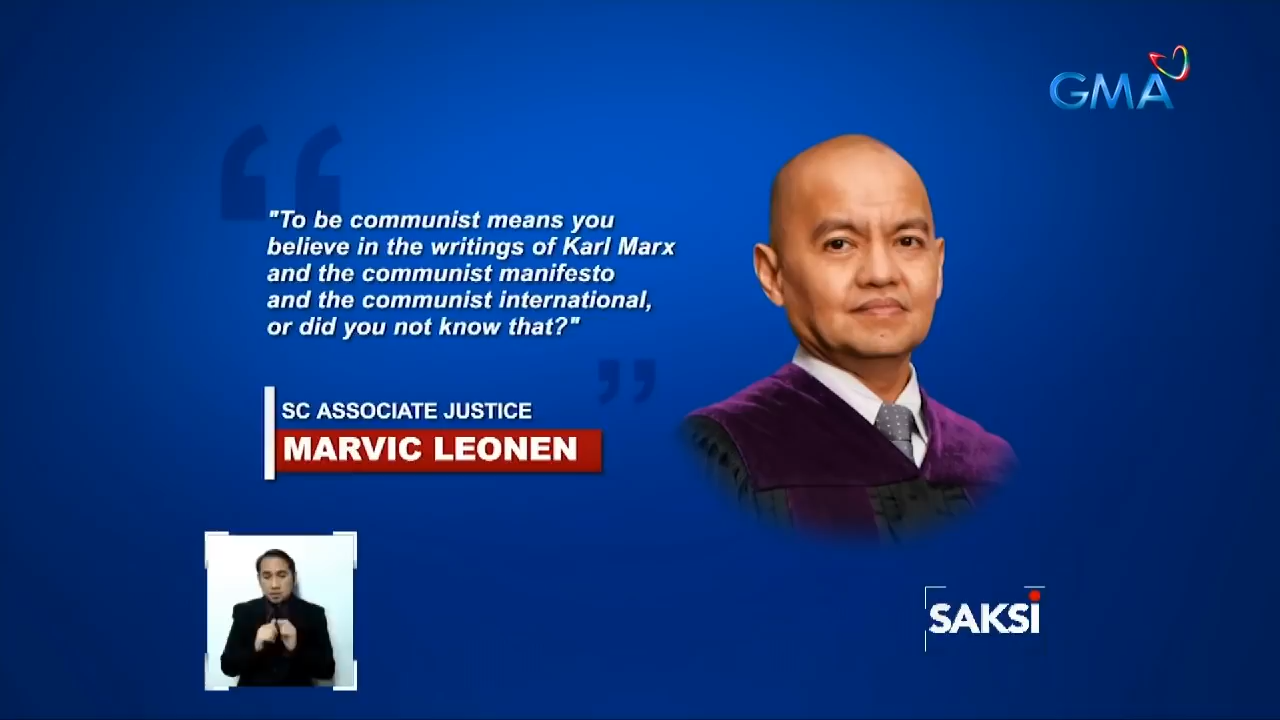 GMA
"To be communist means you
believe in the writings of Karl Marx
and the communist manifesto
and the communist international,
or did you not know that?"
SC ASSOCIATE JUSTICE
MARVIC LEONEN
SAKSI